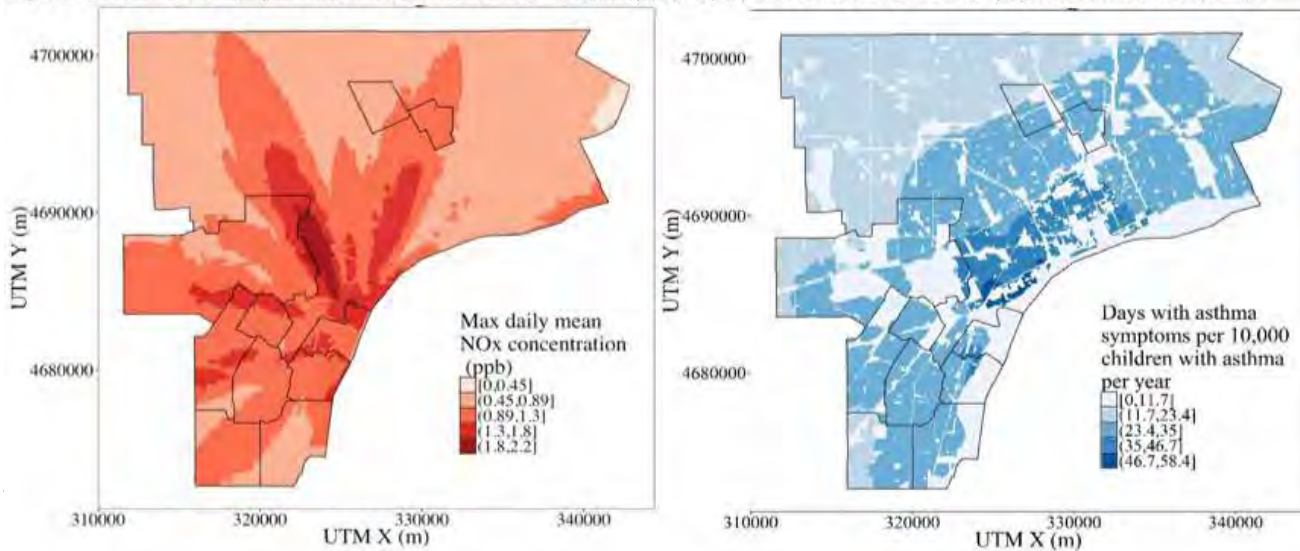 4700000
4690000
4680000
UTM Y (m)
Max daily mean
NOx concentration
(ppb)
[0,0.45]
(0.45,0.89]
(0.89,1.3]
(1.3,1.8]
(1.8,2.2]
310000
320000
330000
340000
UTM X (m)
4700000
4690000
4680000
UTM Y (m)
Days with asthma
symptoms per 10,000
children with asthma
per year
[0,11.7]
(11.7,23.4]
(23.4,35]
(35,46.7]
(46.7,58.4]
310000
320000
330000
340000
UTM X (m)